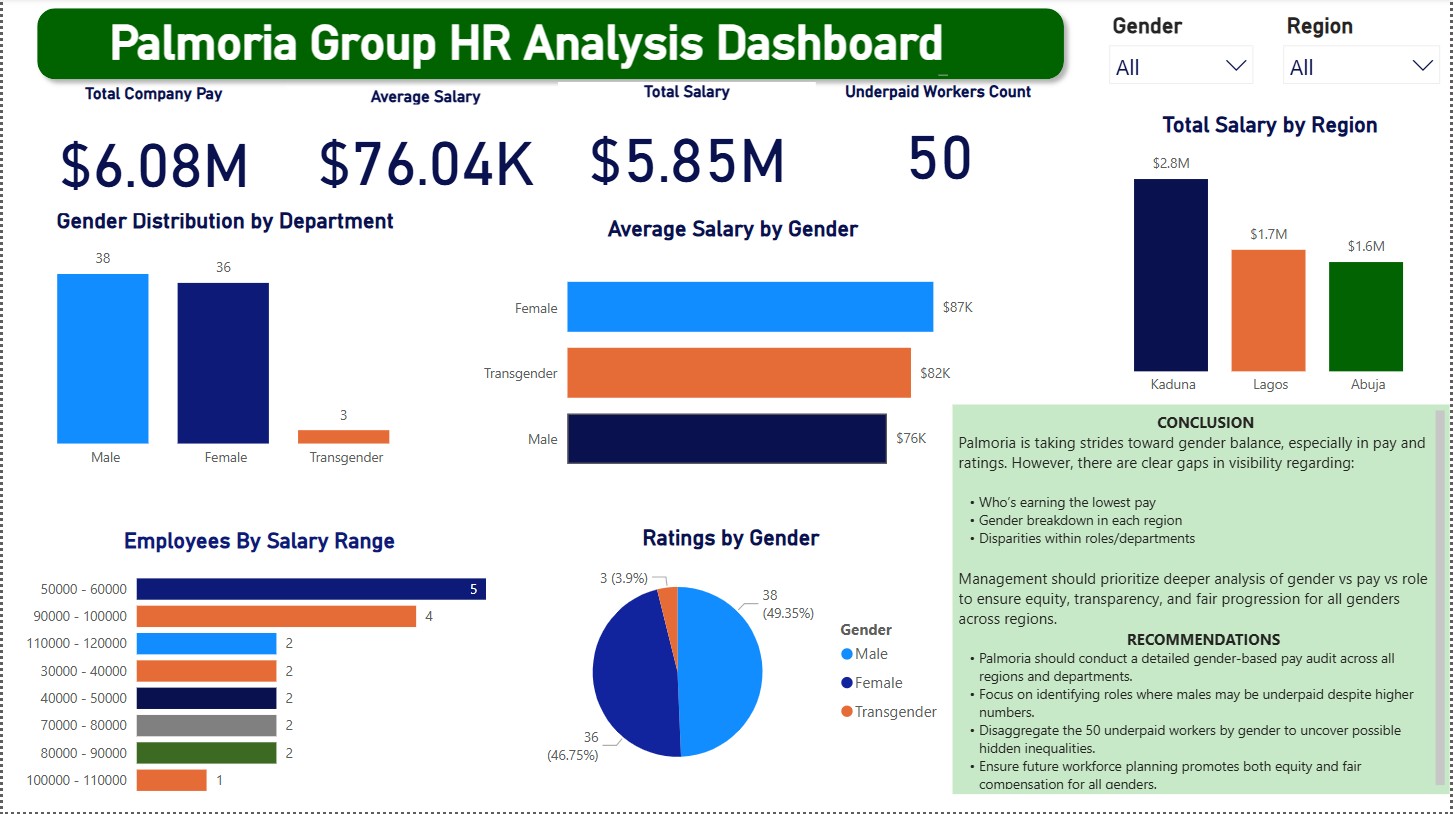 Palmoria Group HR Analysis Dashboard
Gender
All
Region
All
Total Company Pay
$6.08M
Average Salary
$76.04K
Total Salary
$5.85M
Underpaid Workers Count
50
Gender Distribution by Department
38
36
3
Male
Female
Transgender
Average Salary by Gender
Female
$87K
Transgender
$82K
Male
$76K
Total Salary by Region
$2.8M
$1.7M
$1.6M
Kaduna
Lagos
Abuja
Employees By Salary Range
50000 - 60000
5
90000 - 100000
4
110000 - 120000
2
30000 - 40000
2
40000 - 50000
2
70000 - 80000
2
80000 - 90000
2
100000 - 110000
1
Ratings by Gender
3 (3.9%)
38
(49.35%)
36
(46.75%)
Gender
Male
Female
Transgender
CONCLUSION
Palmoria is taking strides toward gender balance, especially in pay and
ratings. However, there are clear gaps in visibility regarding:
• Who's earning the lowest pay
• Gender breakdown in each region
• Disparities within roles/departments
Management should prioritize deeper analysis of gender vs pay vs role
to ensure equity, transparency, and fair progression for all genders
across regions.
RECOMMENDATIONS
• Palmoria should conduct a detailed gender-based pay audit across all
regions and departments.
• Focus on identifying roles where males may be underpaid despite higher
numbers.
• Disaggregate the 50 underpaid workers by gender to uncover possible
hidden inequalities.
• Ensure future workforce planning promotes both equity and fair
compensation for all genders.